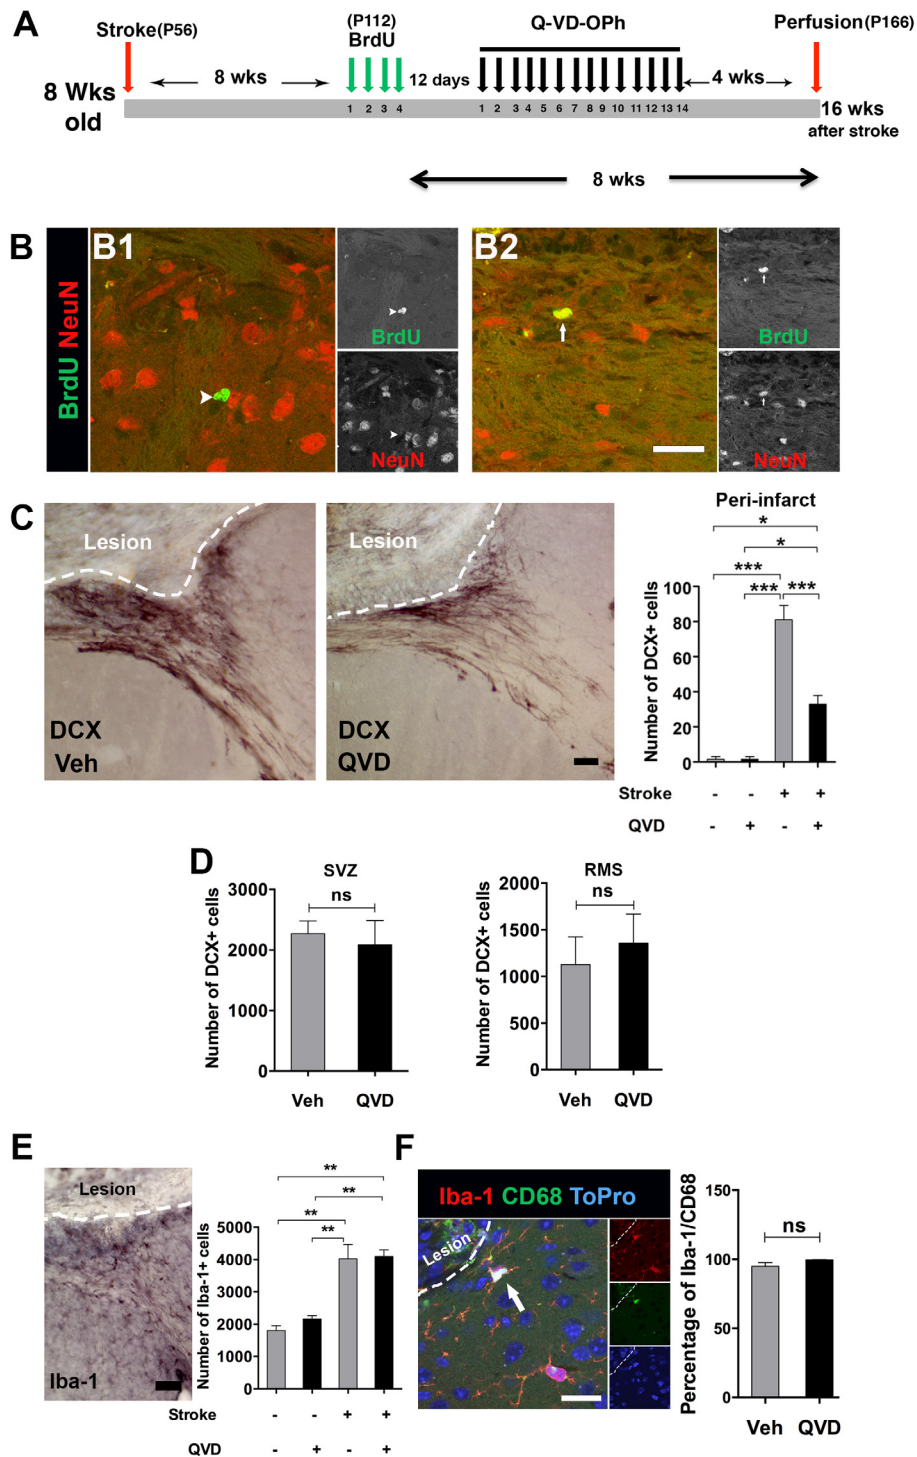 A
Stroke(P56)
(P112)
BrdU
Q-VD-OPh
Perfusion(P166)
8 wks
12 days
4 wks
8 Wks
old
1 2 3 4
1 2 3 4 5 6 7 8 9 10 11 12 13 14
16 wks
after stroke
8 wks
B
BrdU NeuN
B1
BrdU
NeuN
B2
BrdU
NeuN
C
Lesion
DCX
Veh
Lesion
DCX
QVD
Peri-infarct
*
*
***
*** ***
Number of DCX+ cells
100
80
60
40
20
0
Stroke - - + +
QVD - + - +
D
SVZ
ns
Number of DCX+ cells
3000
2000
1000
0
Veh QVD
RMS
ns
Number of DCX+ cells
2000
1500
1000
500
0
Veh QVD
E
Lesion
Iba-1
**
**
**
**
Number of Iba-1+ cells
5000
4000
3000
2000
1000
0
Stroke - - + +
QVD - + - +
F
Iba-1 CD68 ToPro
Lesion
Percentage of Iba-1/CD68
150
100
50
0
ns
Veh QVD